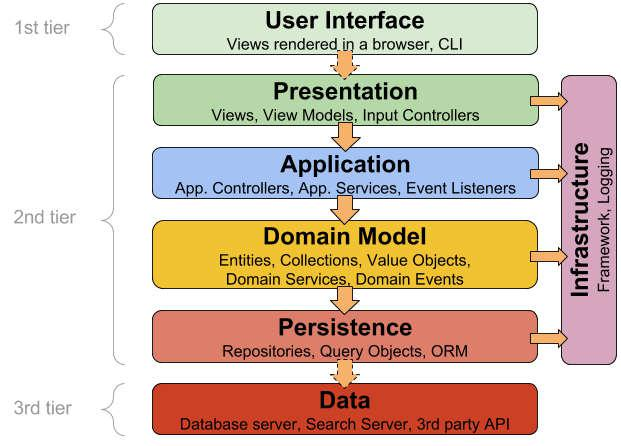 1st tier
User Interface
Views rendered in a browser, CLI
2nd tier
Presentation
Views, View Models, Input Controllers
Application
App. Controllers, App. Services, Event Listeners
Domain Model
Entities, Collections, Value Objects,
Domain Services, Domain Events
Persistence
Repositories, Query Objects, ORM
Infrastructure
Framework, Logging
3rd tier
Data
Database server, Search Server, 3rd party API